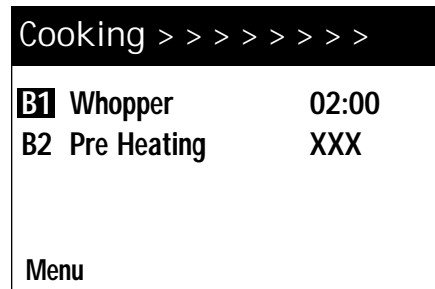 Cooking > > > > > > > >
B1 Whopper 02:00
B2 Pre Heating XXX
Menu